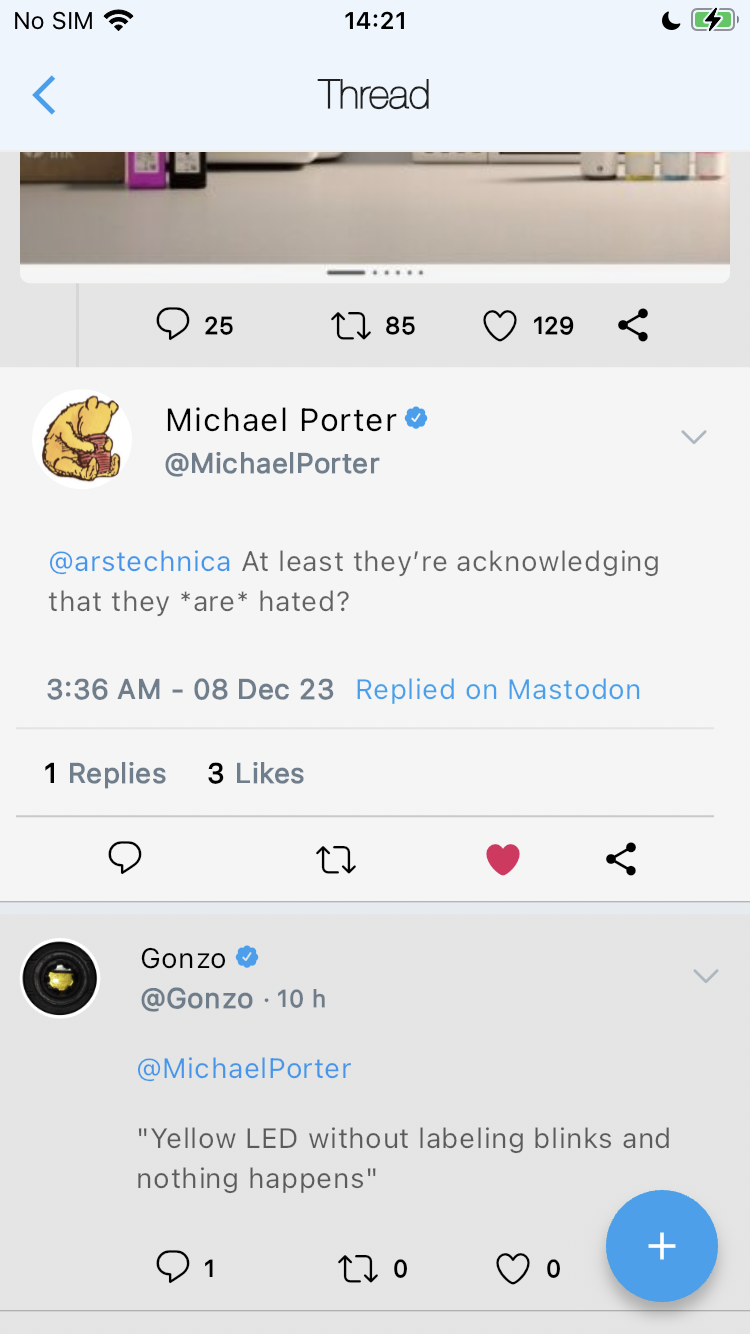 No SIM 14:21
Thread
ink
25 85 129
Michael Porter
@MichaelPorter
@arstechnica At least they’re acknowledging
that they *are* hated?
3:36 AM - 08 Dec 23 Replied on Mastodon
1 Replies 3 Likes
Gonzo
@Gonzo · 10 h
@MichaelPorter
"Yellow LED without labeling blinks and
nothing happens"
1 0 0